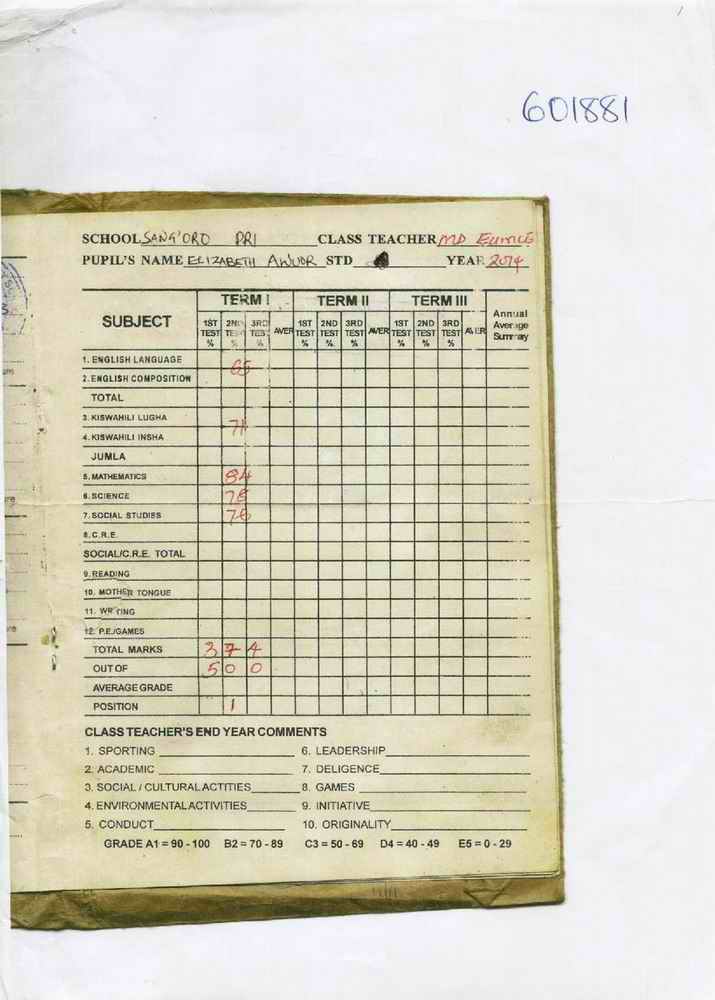 601881
SCHOOL SANG'ORO PRI CLASS TEACHER MD Eunice
PUPIL'S NAME ELIZABETH AWUOR STD YEAR 2014
SUBJECT TERM I TERM II TERM III Annual Average Summary
1ST TEST % 2ND TEST % 3RD TEST % AVER 1ST TEST % 2ND TEST % 3RD TEST % AVER 1ST TEST % 2ND TEST % 3RD TEST % AVER
1. ENGLISH LANGUAGE
65
2. ENGLISH COMPOSITION
TOTAL
3. KISWAHILI LUGHA
71
4. KISWAHILI INSHA
JUMLA
5. MATHEMATICS 84
6. SCIENCE 78
7. SOCIAL STUDIES 76
8. C.R.E.
SOCIAL/C.R.E. TOTAL
9. READING
10. MOTHER TONGUE
11. WRITING
12. P.E./GAMES
TOTAL MARKS 374
OUT OF 500
AVERAGE GRADE
POSITION 1
CLASS TEACHER'S END YEAR COMMENTS
1. SPORTING 6. LEADERSHIP
2. ACADEMIC 7. DELIGENCE
3. SOCIAL / CULTURAL ACTITIES 8. GAMES
4. ENVIRONMENTAL ACTIVITIES 9. INITIATIVE
5. CONDUCT 10. ORIGINALITY
GRADE A1 = 90 - 100 B2 = 70 - 89 C3 = 50 - 69 D4 = 40 - 49 E5 = 0 - 29